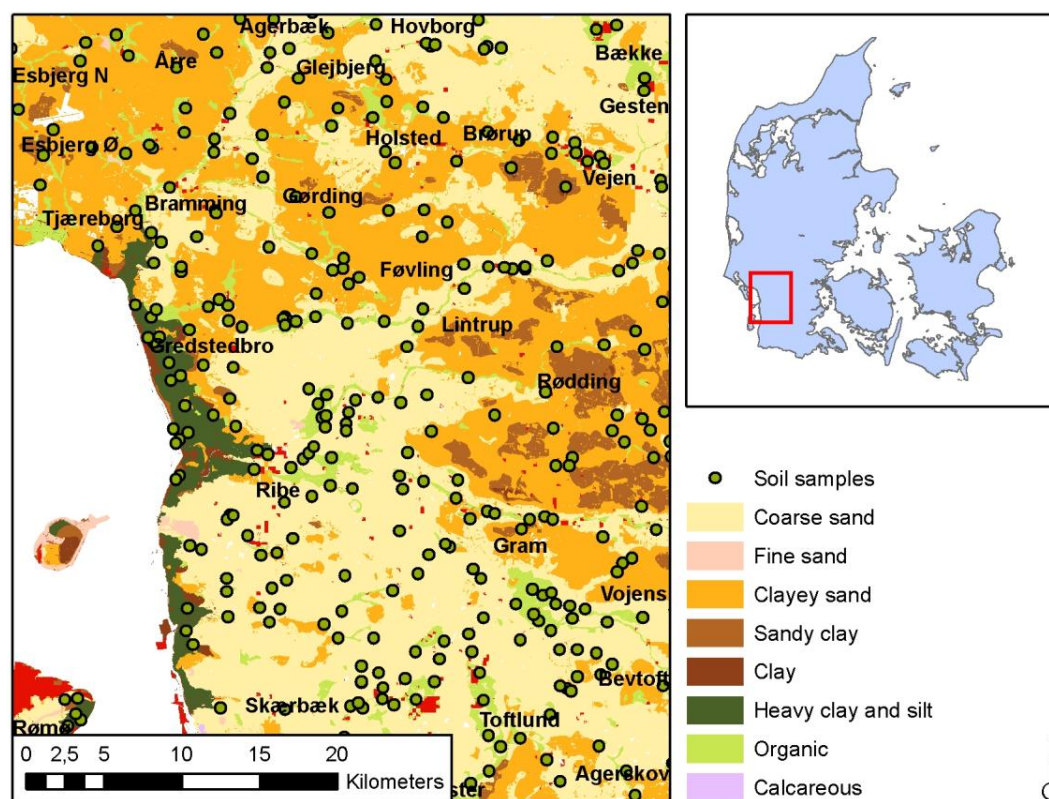 Agerbæk
Hovborg
Bække
Esbjerg N
Årre
Glejbjerg
Gesten
Esbjerg Ø
Holsted
Brørup
Vejen
Bramming
Gørding
Tjæreborg
Føvling
Lintrup
Gredstedbro
Rødding
Ribe
Gram
Vojens
Bevtoft
Skærbæk
Toftlund
Rømø
Agerskov
ster
0 2,5 5 10 15 20
Kilometers
Soil samples
Coarse sand
Fine sand
Clayey sand
Sandy clay
Clay
Heavy clay and silt
Organic
Calcareous